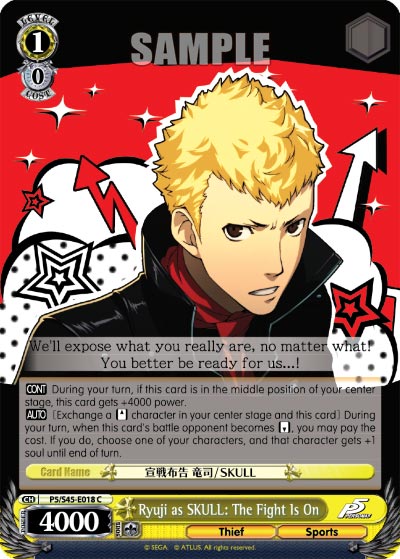 LEVEL
1
0
COST
SAMPLE
We'll expose what you really are, no matter what!
You better be ready for us...!
CONT During your turn, if this card is in the middle position of your center
stage, this card gets +4000 power.
AUTO [Exchange a character in your center stage and this card] During
your turn, when this card's battle opponent becomes , you may pay the
cost. If you do, choose one of your characters, and that character gets +1
soul until end of turn.
Card Name 宣戦布告 竜司/SKULL
CH P5/S45-E018 C
Ryuji as SKULL: The Fight Is On
P5
PERSONA5
POWER
4000
Thief
Sports
© SEGA. © ATLUS. All rights reserved.